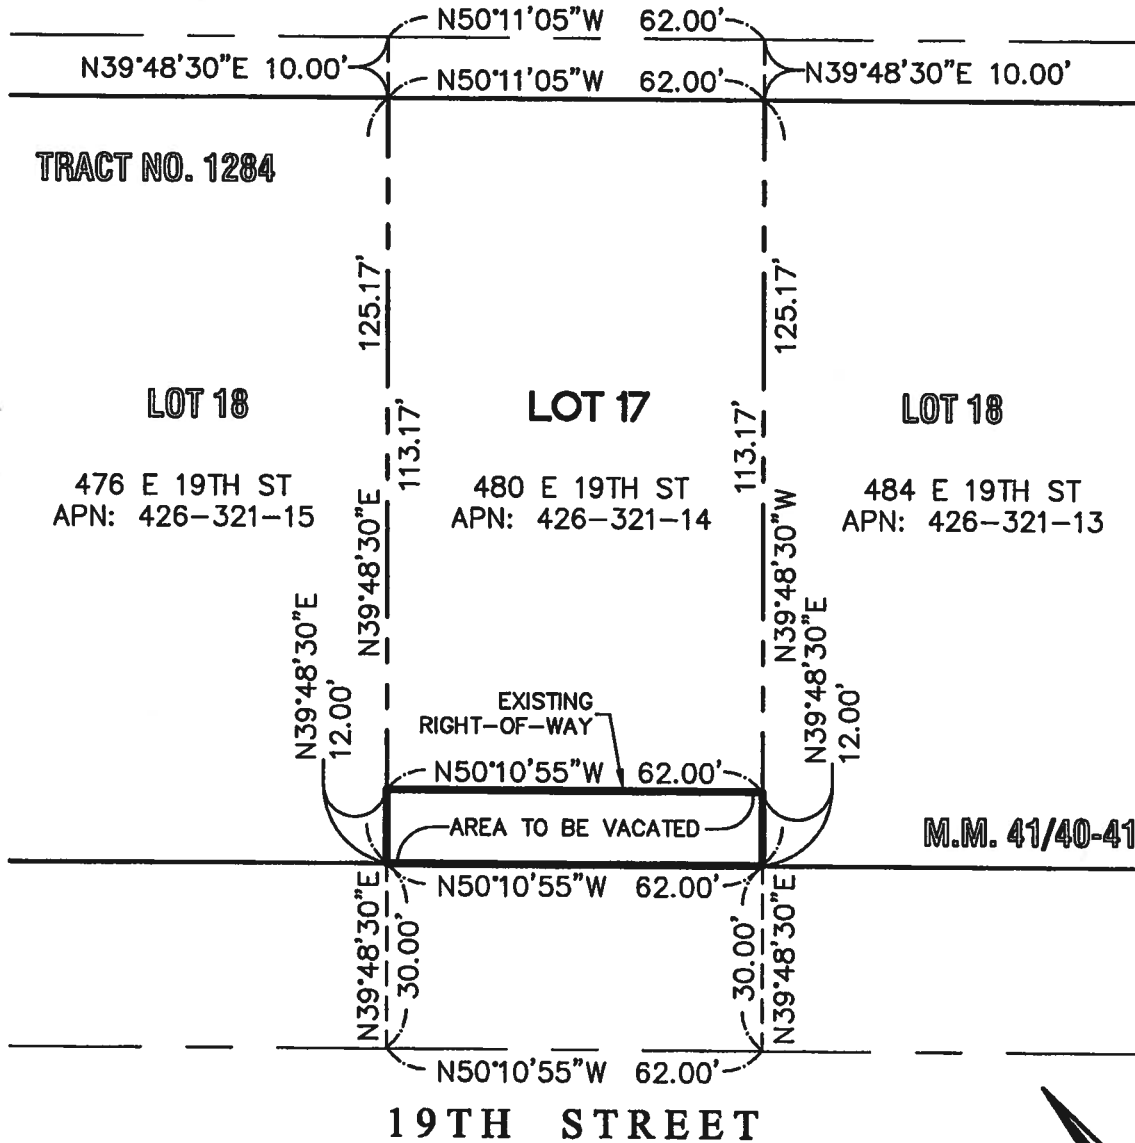 N50°11'05"W 62.00'
N39°48'30"E 10.00'
N39°48'30"E 10.00'
N50°11'05"W 62.00'
TRACT NO. 1284
125.17'
125.17'
LOT 18
LOT 17
LOT 18
113.17'
113.17'
476 E 19TH ST
APN: 426-321-15
480 E 19TH ST
APN: 426-321-14
484 E 19TH ST
APN: 426-321-13
N39°48'30"E
N39°48'30"W
N39°48'30"E
12.00'
N39°48'30"E
12.00'
EXISTING
RIGHT-OF-WAY
N50°10'55"W 62.00'
AREA TO BE VACATED
M.M. 41/40-41
N50°10'55"W 62.00'
N39°48'30"E
30.00'
30.00'
N39°48'30"E
N50°10'55"W 62.00'
19TH STREET